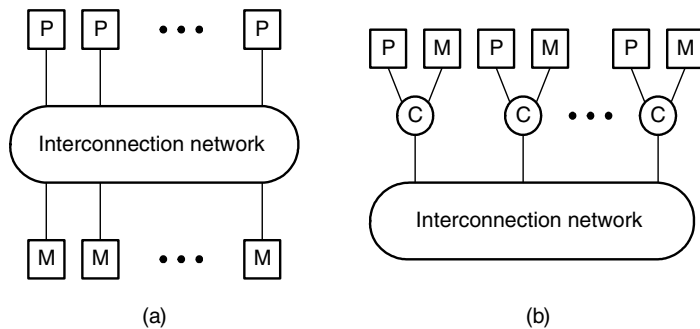 P P ••• P
Interconnection network
M M ••• M
(a)
P M P M P M
C C ••• C
Interconnection network
(b)